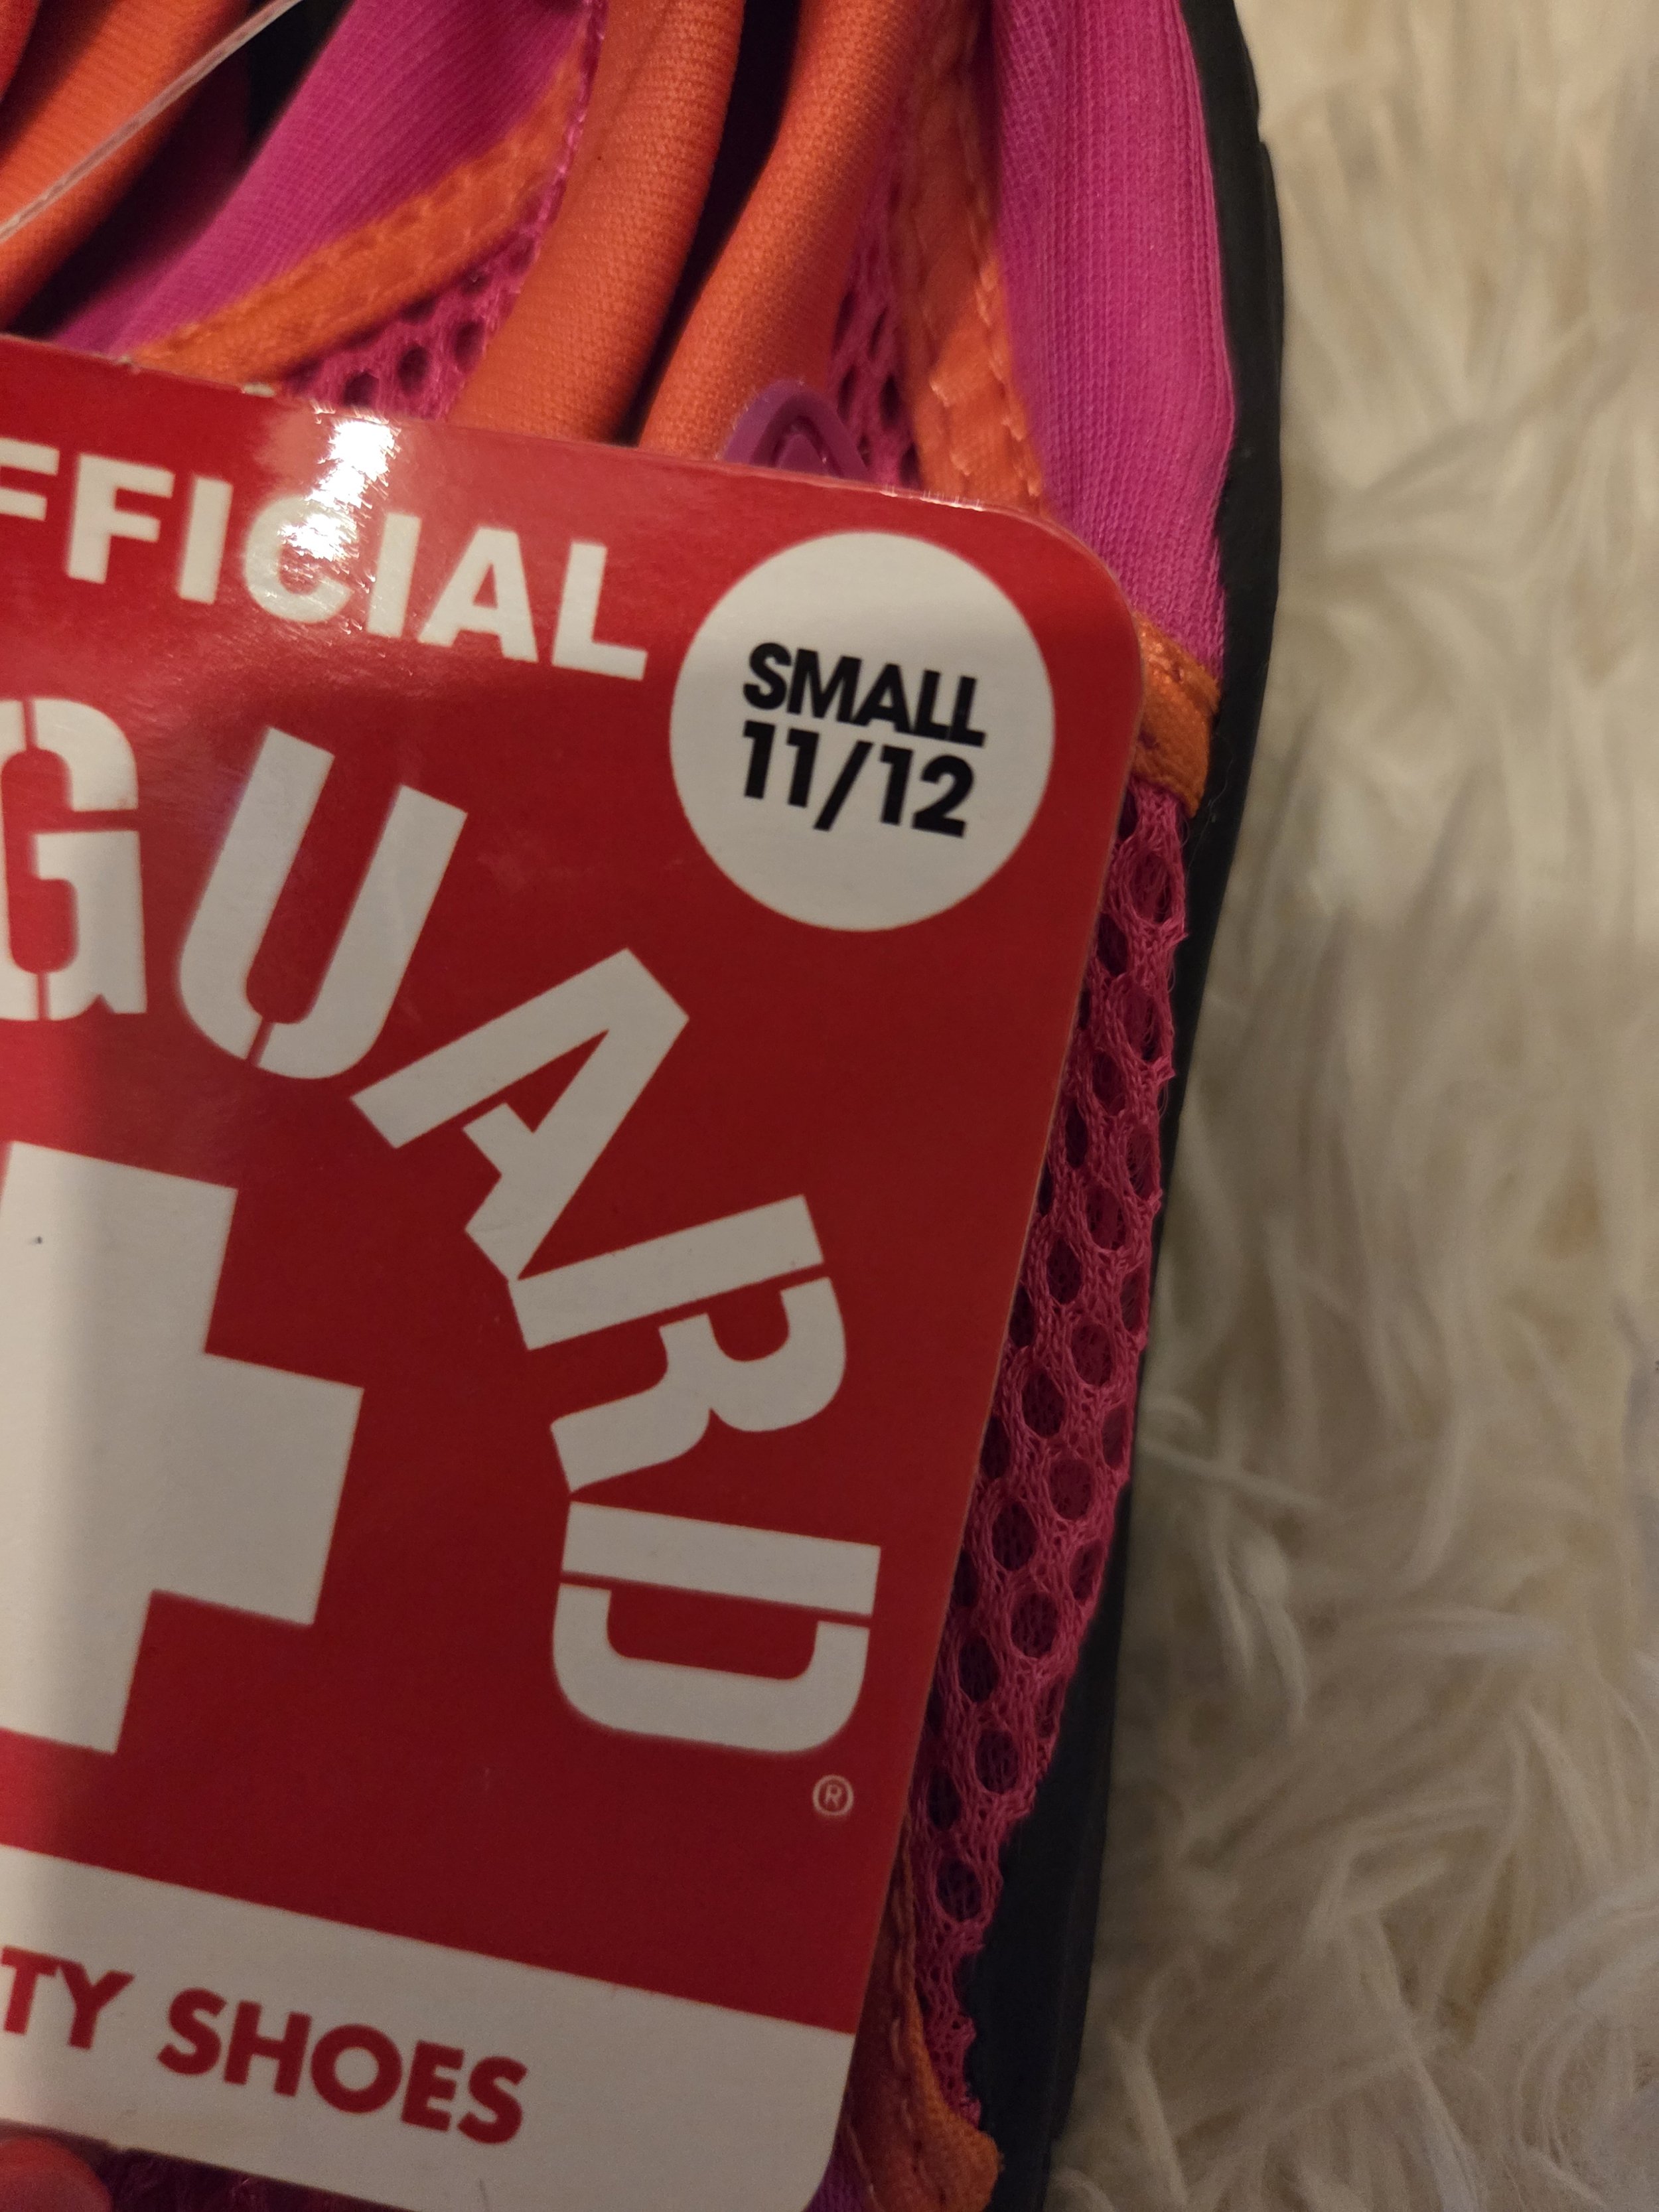 FFICIAL
SMALL
11/12
GUARD
®
TY SHOES